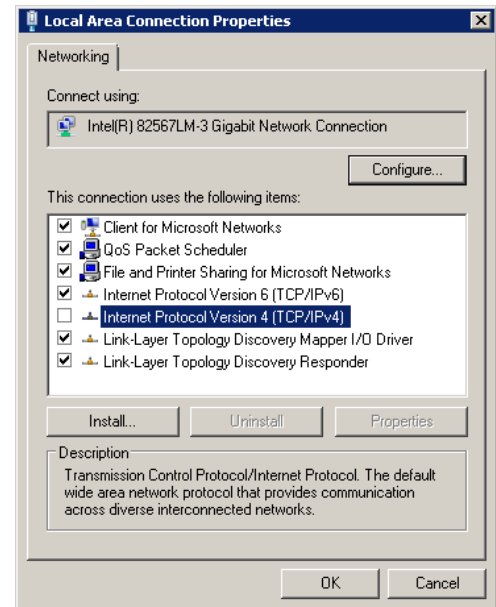 Local Area Connection Properties
Networking
Connect using:
Intel(R) 82567LM-3 Gigabit Network Connection
Configure...
This connection uses the following items:
Client for Microsoft Networks
QoS Packet Scheduler
File and Printer Sharing for Microsoft Networks
Internet Protocol Version 6 (TCP/IPv6)
Internet Protocol Version 4 (TCP/IPv4)
Link-Layer Topology Discovery Mapper I/O Driver
Link-Layer Topology Discovery Responder
Install... Uninstall Properties
Description
Transmission Control Protocol/Internet Protocol. The default
wide area network protocol that provides communication
across diverse interconnected networks.
OK Cancel